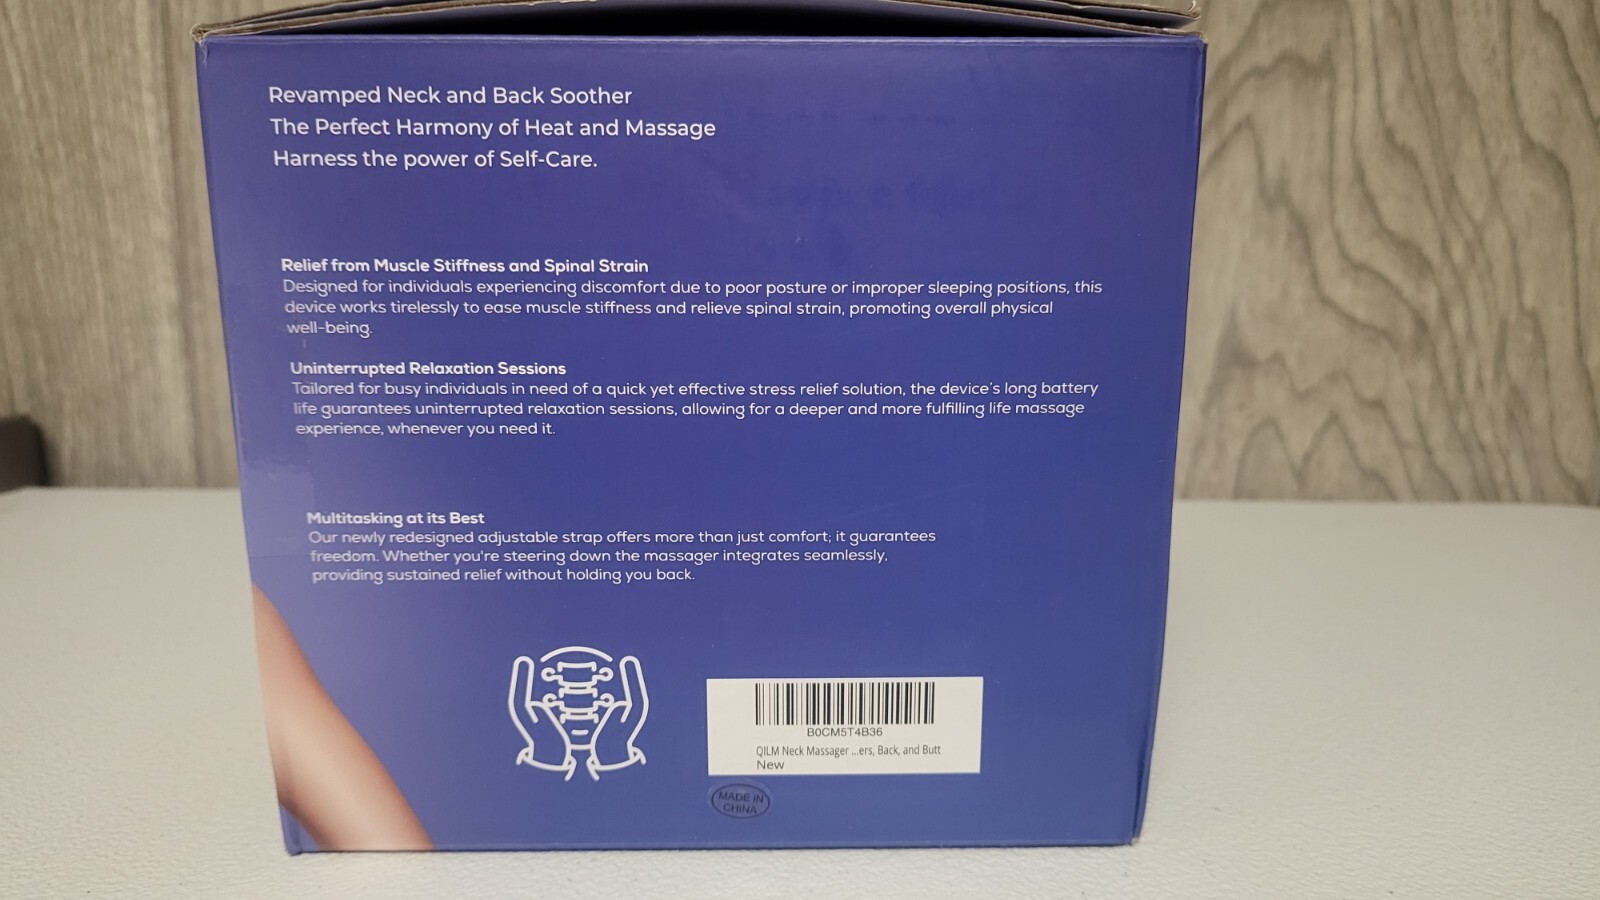 Revamped Neck and Back Soother
The Perfect Harmony of Heat and Massage
Harness the power of Self-Care.
Relief from Muscle Stiffness and Spinal Strain
Designed for individuals experiencing discomfort due to poor posture or improper sleeping positions, this
device works tirelessly to ease muscle stiffness and relieve spinal strain, promoting overall physical
well-being.
Uninterrupted Relaxation Sessions
Tailored for busy individuals in need of a quick yet effective stress relief solution, the device's long battery
life guarantees uninterrupted relaxation sessions, allowing for a deeper and more fulfilling life massage
experience, whenever you need it.
Multitasking at its Best
Our newly redesigned adjustable strap offers more than just comfort; it guarantees
freedom. Whether you're steering down the massager integrates seamlessly,
providing sustained relief without holding you back.
B0CM5T4B36
QILM Neck Massager ...ers, Back, and Butt
New
MADE IN
CHINA